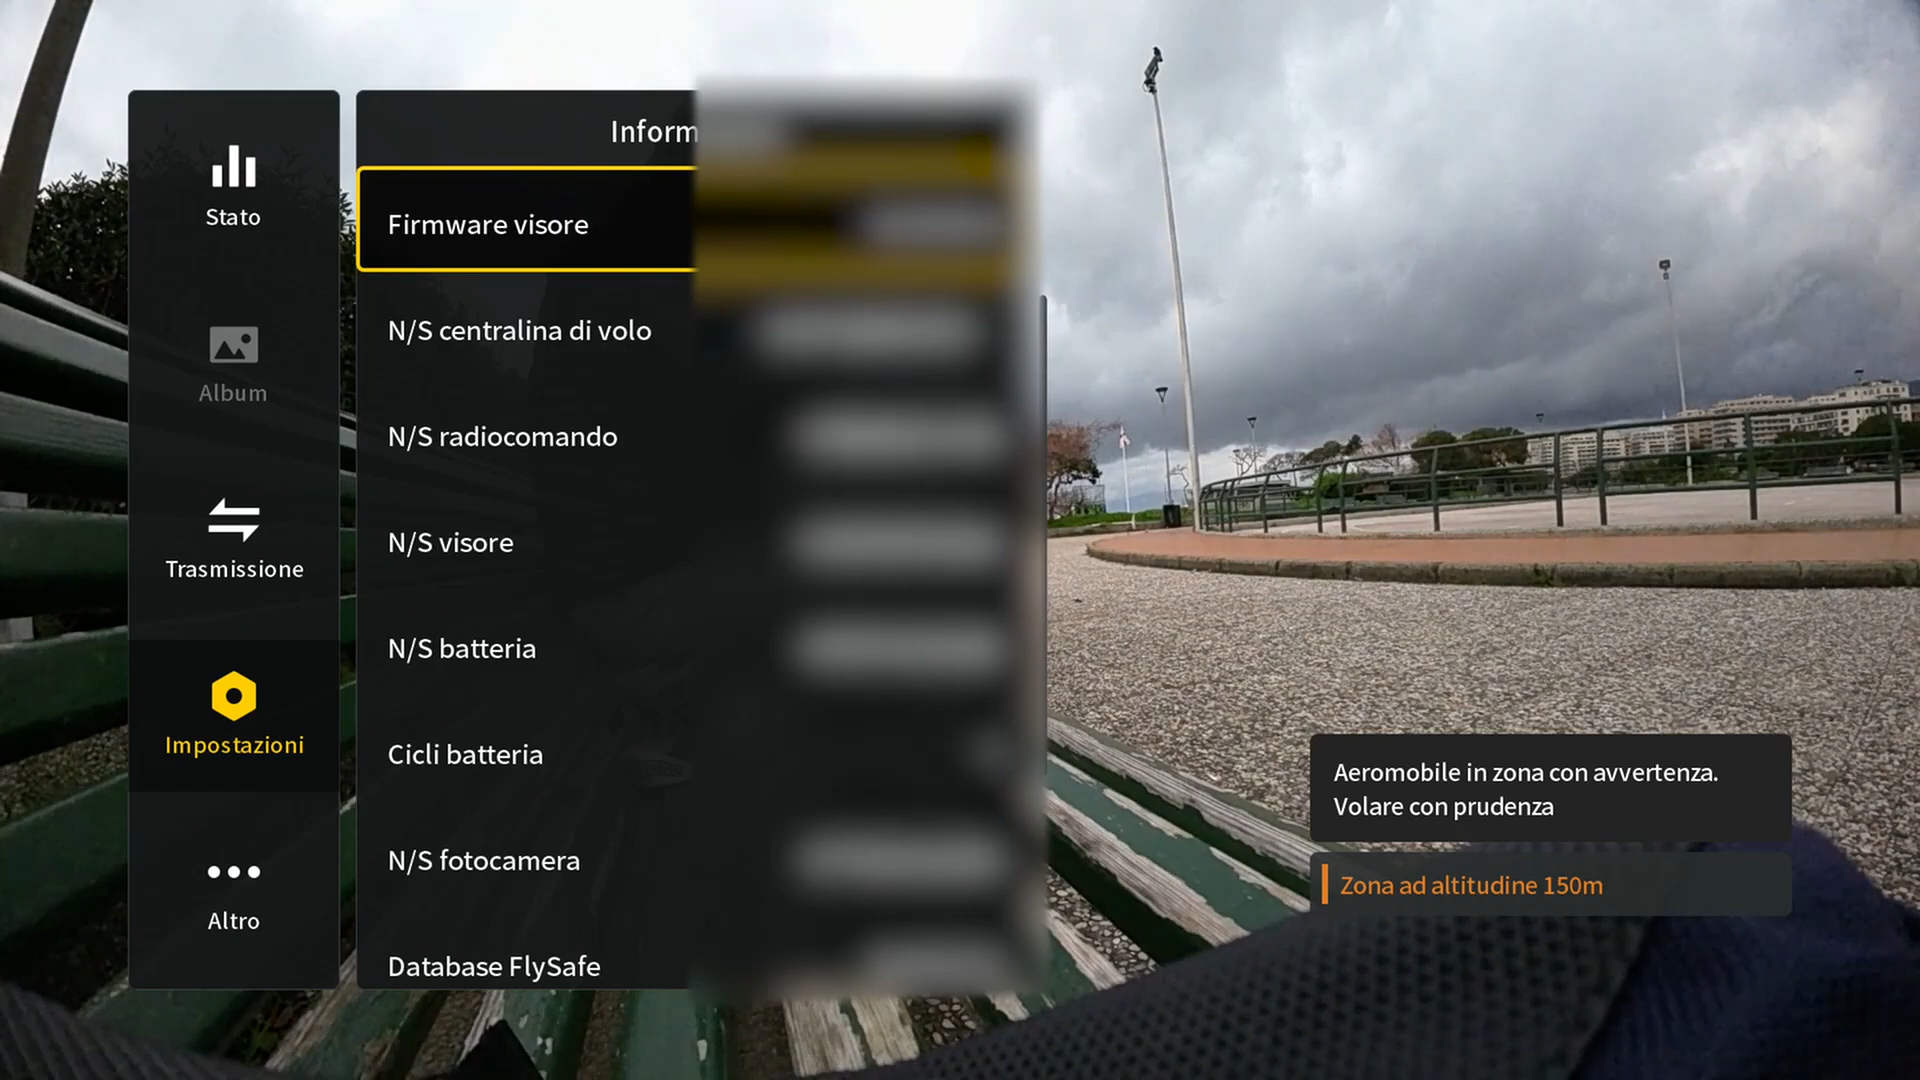 Stato
Album
Trasmissione
Impostazioni
Altro
Inform
Firmware visore
N/S centralina di volo
N/S radiocomando
N/S visore
N/S batteria
Cicli batteria
N/S fotocamera
Database FlySafe
Aeromobile in zona con avvertenza.
Volare con prudenza
Zona ad altitudine 150m